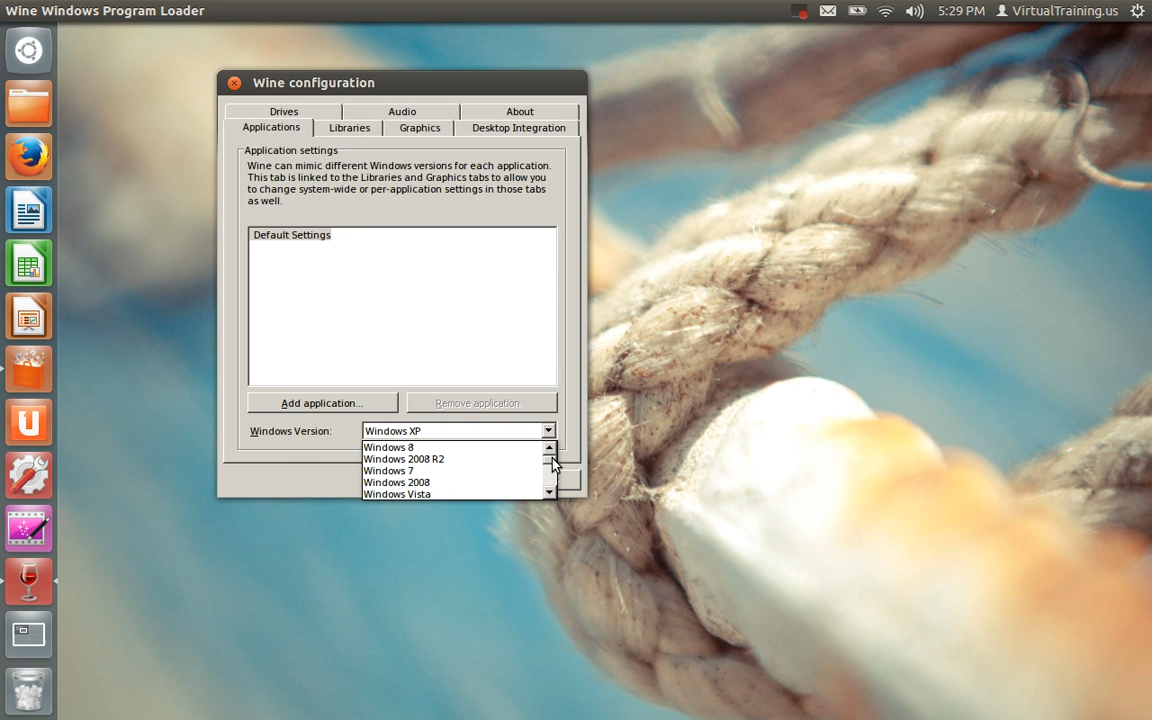 Wine Windows Program Loader
5:29 PM
VirtualTraining.us
Wine configuration
Drives
Audio
About
Applications
Libraries
Graphics
Desktop Integration
Application settings
Wine can mimic different Windows versions for each application.
This tab is linked to the Libraries and Graphics tabs to allow you
to change system-wide or per-application settings in those tabs
as well.
Default Settings
Add application...
Remove application
Windows Version:
Windows XP
Windows 8
Windows 2008 R2
Windows 7
Windows 2008
Windows Vista